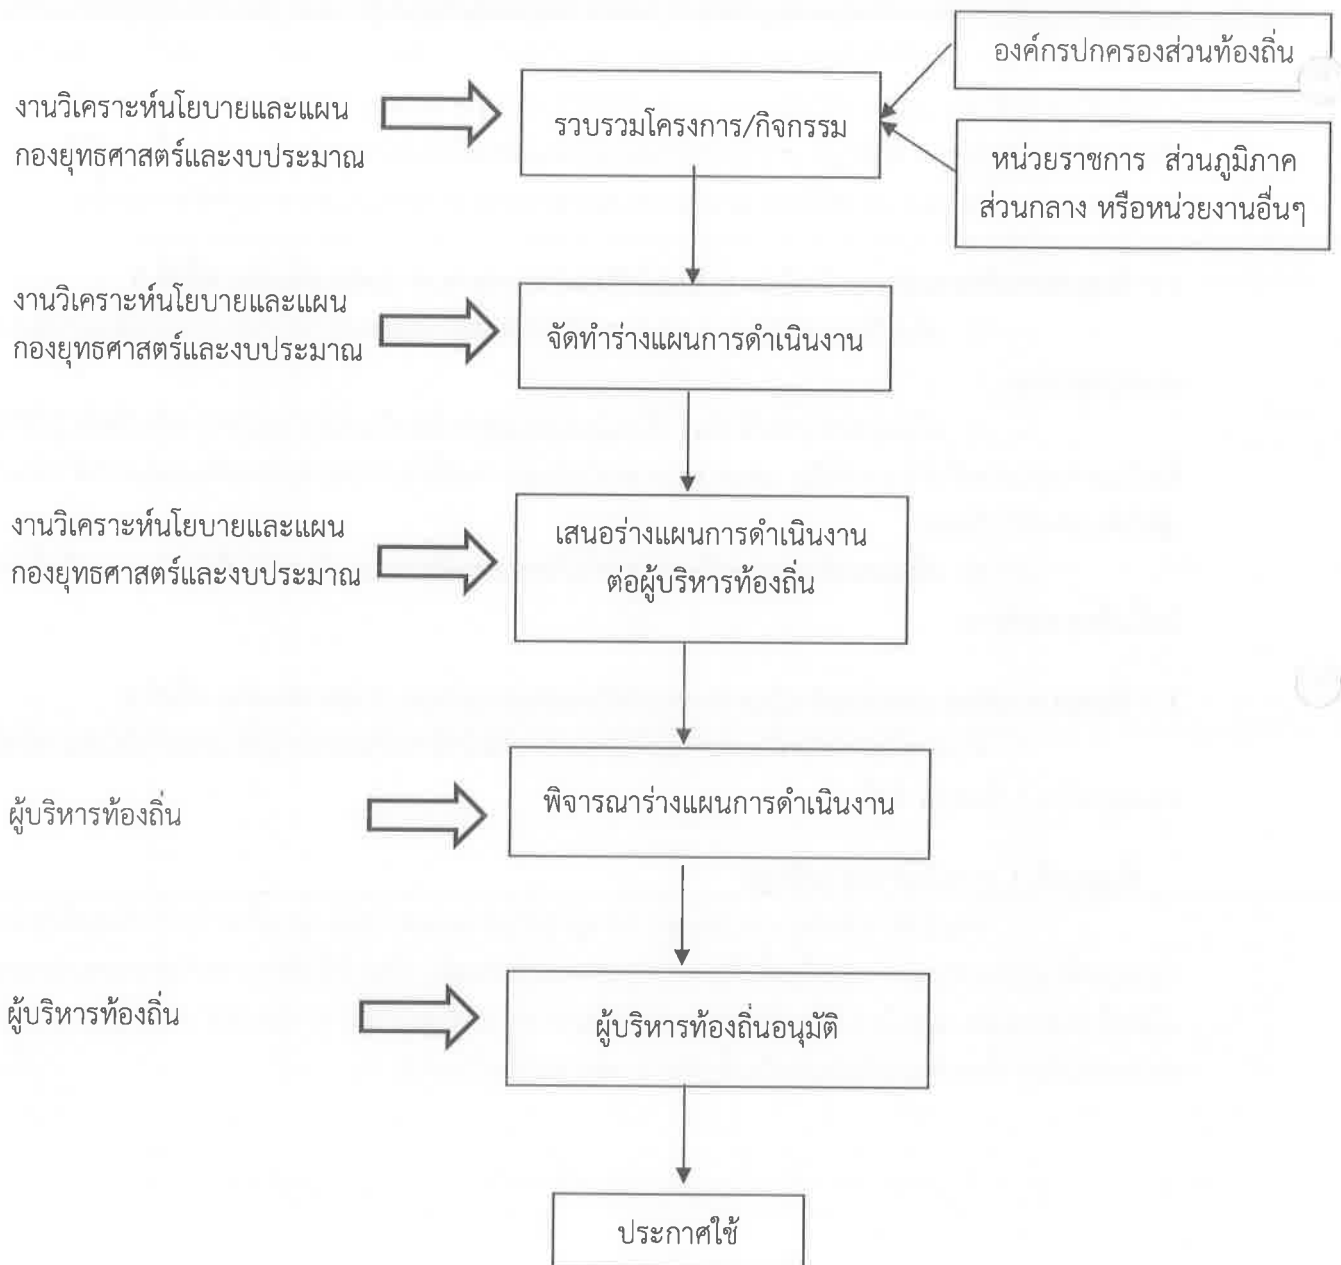 องค์กรปกครองส่วนท้องถิ่น
งานวิเคราะห์นโยบายและแผน
กองยุทธศาสตร์และงบประมาณ
รวบรวมโครงการ/กิจกรรม
หน่วยราชการ ส่วนภูมิภาค
ส่วนกลาง หรือหน่วยงานอื่นๆ
งานวิเคราะห์นโยบายและแผน
กองยุทธศาสตร์และงบประมาณ
จัดทำร่างแผนการดำเนินงาน
งานวิเคราะห์นโยบายและแผน
กองยุทธศาสตร์และงบประมาณ
เสนอร่างแผนการดำเนินงาน
ต่อผู้บริหารท้องถิ่น
ผู้บริหารท้องถิ่น
พิจารณาร่างแผนการดำเนินงาน
ผู้บริหารท้องถิ่น
ผู้บริหารท้องถิ่นอนุมัติ
ประกาศใช้